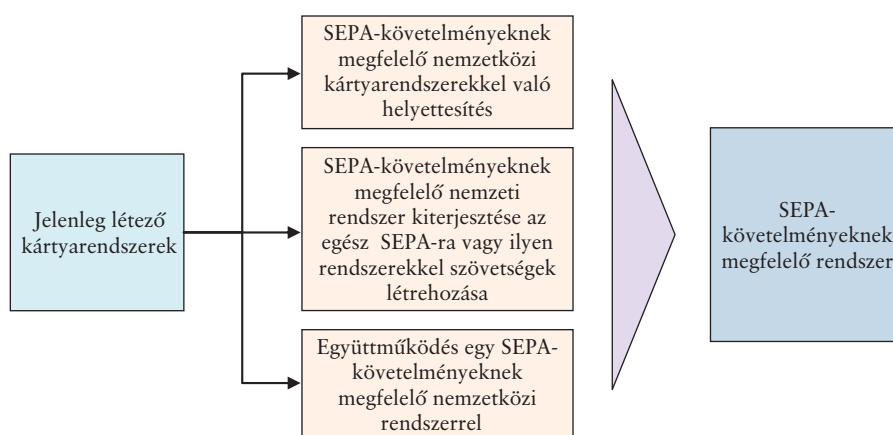 SEPA-követelményeknek
megfelelő nemzetközi
kártyarendszerekkel való
helyettesítés
Jelenleg létező
kártyarendszerek
SEPA-követelményeknek
megfelelő nemzeti
rendszer kiterjesztése az
egész SEPA-ra vagy ilyen
rendszerekkel szövetségek
létrehozása
Együttműködés egy SEPA-
követelményeknek
megfelelő nemzetközi
rendszerrel
SEPA-
követelményeknek
megfelelő rendszer